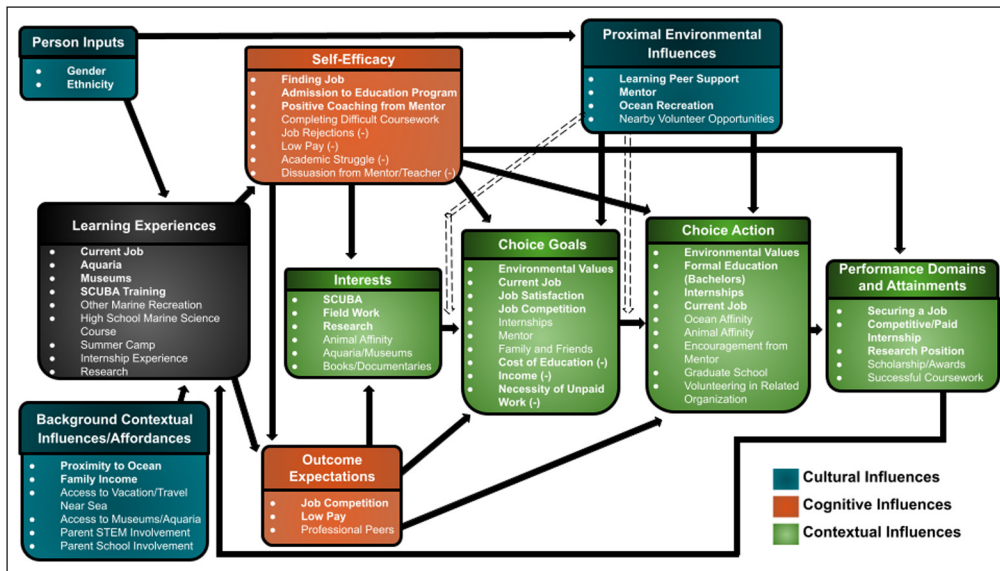 Person Inputs
● Gender
● Ethnicity
Self-Efficacy
● Finding Job
● Admission to Education Program
● Positive Coaching from Mentor
● Completing Difficult Coursework
● Job Rejections (-)
● Low Pay (-)
● Academic Struggle (-)
● Dissuasion from Mentor/Teacher (-)
Proximal Environmental
Influences
● Learning Peer Support
● Mentor
● Ocean Recreation
● Nearby Volunteer Opportunities
Learning Experiences
● Current Job
● Aquaria
● Museums
● SCUBA Training
● Other Marine Recreation
● High School Marine Science
Course
● Summer Camp
● Internship Experience
● Research
Interests
● SCUBA
● Field Work
● Research
● Animal Affinity
● Aquaria/Museums
● Books/Documentaries
Choice Goals
● Environmental Values
● Current Job
● Job Satisfaction
● Job Competition
● Internships
● Mentor
● Family and Friends
● Cost of Education (-)
● Income (-)
● Necessity of Unpaid
Work (-)
Choice Action
● Environmental Values
● Formal Education
(Bachelors)
● Internships
● Current Job
● Ocean Affinity
● Animal Affinity
● Encouragement from
Mentor
● Graduate School
● Volunteering in Related
Organization
Performance Domains
and Attainments
● Securing a Job
● Competitive/Paid
Internship
● Research Position
● Scholarship/Awards
● Successful Coursework
Background Contextual
Influences/Affordances
● Proximity to Ocean
● Family Income
● Access to Vacation/Travel
Near Sea
● Access to Museums/Aquaria
● Parent STEM Involvement
● Parent School Involvement
Outcome
Expectations
● Job Competition
● Low Pay
● Professional Peers
Cultural Influences
Cognitive Influences
Contextual Influences